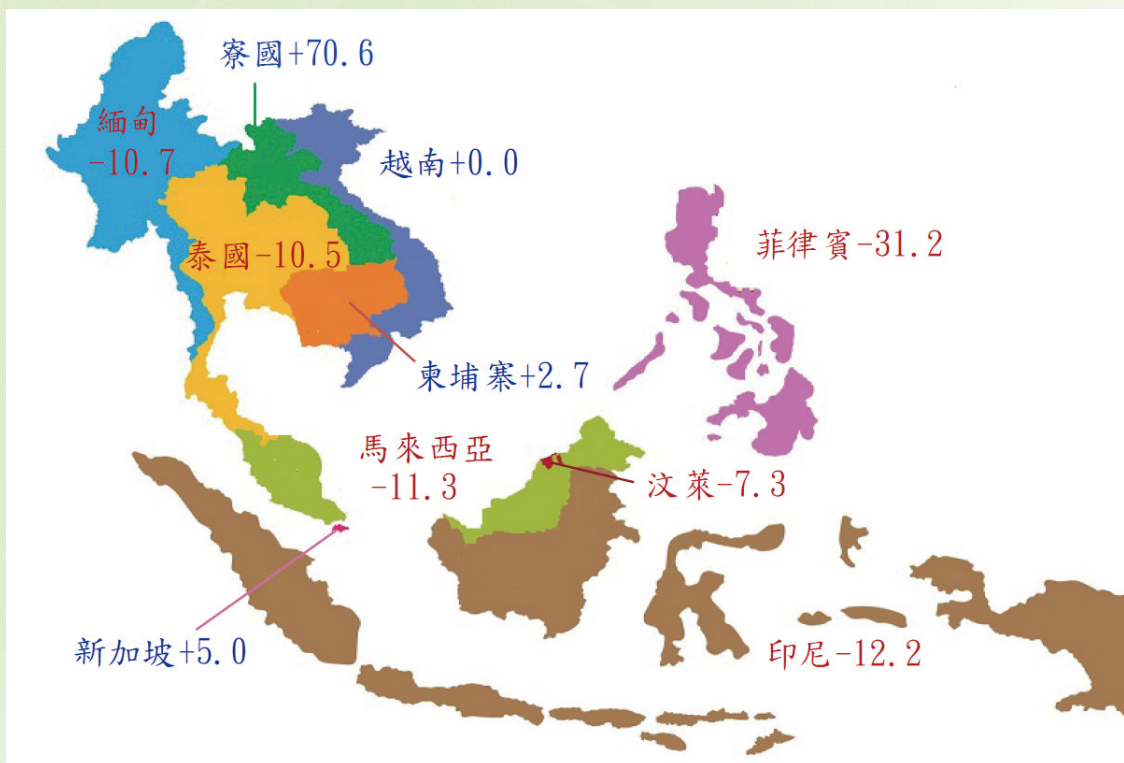 寮國+70.6
緬甸
-10.7
越南+0.0
泰國-10.5
菲律賓-31.2
柬埔寨+2.7
馬來西亞
-11.3
汶萊-7.3
新加坡+5.0
印尼-12.2